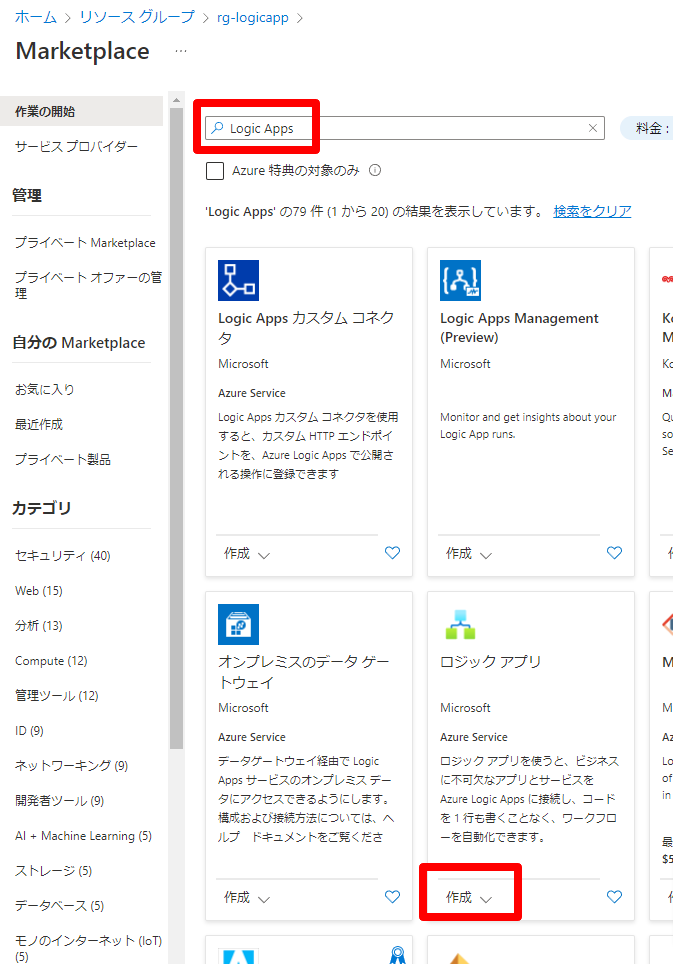 ホーム > リソース グループ > rg-logicapp >
Marketplace ...
作業の開始
サービス プロバイダー
管理
プライベート Marketplace
プライベート オファーの管
理
自分の Marketplace
お気に入り
最近作成
プライベート製品
カテゴリ
セキュリティ (40)
Web (15)
分析 (13)
Compute (12)
管理ツール (12)
ID (9)
ネットワーキング (9)
開発者ツール (9)
AI + Machine Learning (5)
ストレージ (5)
データベース (5)
モノのインターネット (IoT)
(5)
Logic Apps
料金 :
Azure 特典の対象のみ
'Logic Apps' の79 件 (1 から 20) の結果を表示しています。 検索をクリア
Logic Apps カスタム コネク
タ
Microsoft
Azure Service
Logic Apps カスタム コネクタを使用
すると、カスタム HTTP エンドポイ
ントを、Azure Logic Apps で公開さ
れる操作に登録できます
作成
Logic Apps Management
(Preview)
Microsoft
Monitor and get insights about your
Logic App runs.
作成
オンプレミスのデータ ゲー
トウェイ
Microsoft
Azure Service
データゲートウェイ経由で Logic
Apps サービスのオンプレミス デー
タにアクセスできるようにします。
構成および接続方法については、ヘ
ルプ ドキュメントをご覧くださ
作成
ロジック アプリ
Microsoft
Azure Service
ロジック アプリを使うと、ビジネス
に不可欠なアプリとサービスを
Azure Logic Apps に接続し、コード
を 1 行も書くことなく、ワークフロ
ーを自動化できます。
作成